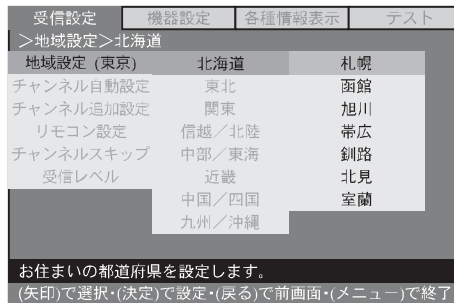 受信設定 機器設定 各種情報表示 テスト
＞地域設定＞北海道
地域設定 (東京) 北海道 札幌
チャンネル自動設定 東北 函館
チャンネル追加設定 関東 旭川
リモコン設定 信越／北陸 帯広
チャンネルスキップ 中部／東海 釧路
受信レベル 近畿 北見
中国／四国 室蘭
九州／沖縄
お住まいの都道府県を設定します。
(矢印)で選択・(決定)で設定・(戻る)で前画面・(メニュー)で終了